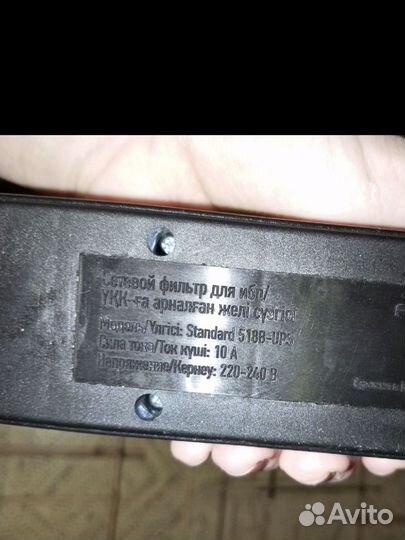 Сетевой фильтр для ибп/
ҮҚК-ға арналған желі сүзгісі
Модель/Үлгісі: Standard 518B-UPS
Сила тока/Ток күші: 10 А
Напряжение/Кернеу: 220-240 В
Avito